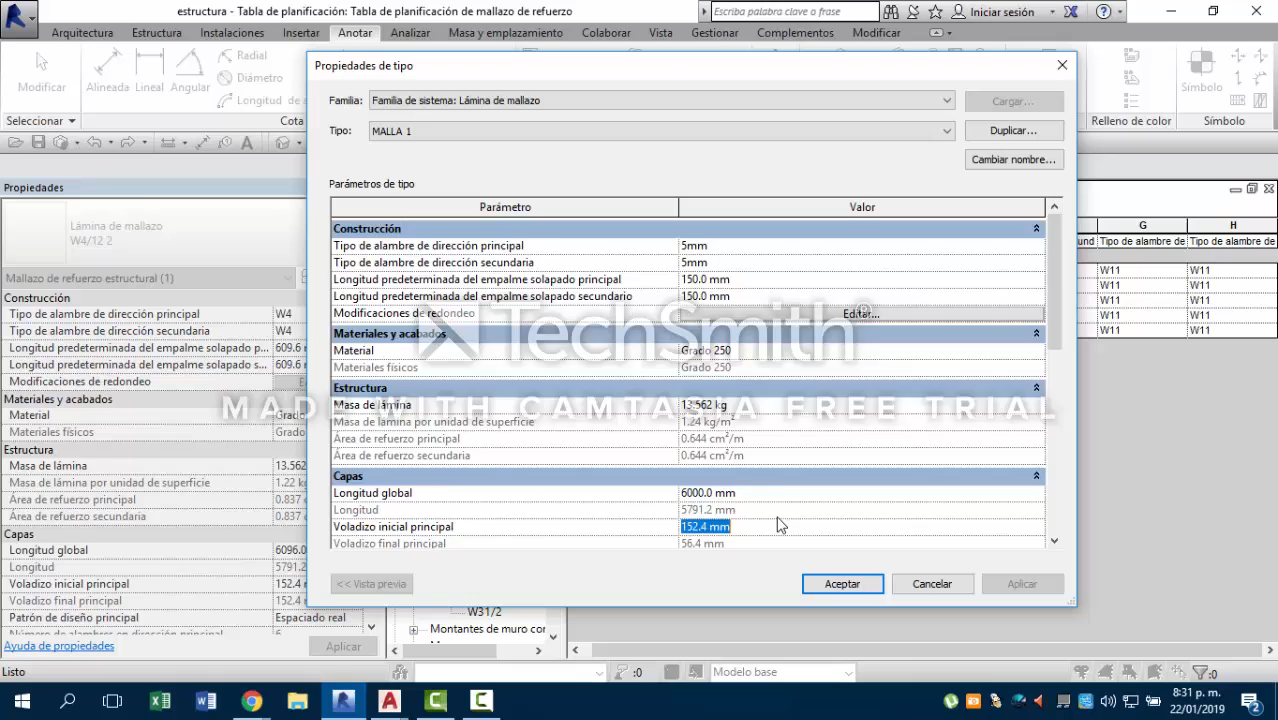 estructura - Tabla de planificación: Tabla de planificación de mallazo de refuerzo
Escriba palabra clave o frase
Iniciar sesión
Arquitectura Estructura Instalaciones Insertar Anotar Analizar Masa y emplazamiento Colaborar Vista Gestionar Complementos Modificar
Modificar
Alineada Lineal Angular
Radial
Diámetro
Longitud de a
Símbolo
Seleccionar
Cota
Relleno de color
Símbolo
Propiedades
Lámina de mallazo
W4/12 2
Mallazo de refuerzo estructural (1)
Construcción
Tipo de alambre de dirección principal W4
Tipo de alambre de dirección secundaria W4
Longitud predeterminada del empalme solapado p... 609.6
Longitud predeterminada del empalme solapado s... 609.6
Modificaciones de redondeo
Materiales y acabados
Material Grado
Materiales físicos Grado
Estructura
Masa de lámina 13.562
Masa de lámina por unidad de superficie 1.22 k
Área de refuerzo principal 0.837
Área de refuerzo secundaria 0.837
Capas
Longitud global 6096.0
Longitud 5791.2
Voladizo inicial principal 152.4
Voladizo final principal 152.4
Patrón de diseño principal Espaciado real
Número de alambres en dirección principal 6
Ayuda de propiedades
Aplicar
Propiedades de tipo
Familia: Familia de sistema: Lámina de mallazo Cargar...
Tipo: MALLA 1 Duplicar...
Cambiar nombre...
Parámetros de tipo
Parámetro Valor
Construcción
Tipo de alambre de dirección principal 5mm
Tipo de alambre de dirección secundaria 5mm
Longitud predeterminada del empalme solapado principal 150.0 mm
Longitud predeterminada del empalme solapado secundario 150.0 mm
Modificaciones de redondeo Editar...
Materiales y acabados
Material Grado 250
Materiales físicos Grado 250
Estructura
Masa de lámina 13.562 kg
Masa de lámina por unidad de superficie 1.24 kg/m²
Área de refuerzo principal 0.644 cm²/m
Área de refuerzo secundaria 0.644 cm²/m
Capas
Longitud global 6000.0 mm
Longitud 5791.2 mm
Voladizo inicial principal 152.4 mm
Voladizo final principal 56.4 mm
<< Vista previa Aceptar Cancelar Aplicar
TechSmith®
MADE WITH CAMTASIA FREE TRIAL
G H
und Tipo de alambre de Tipo de alambre de
W11 W11
W11 W11
W11 W11
W11 W11
W11 W11
W31/2
Montantes de muro cor
Listo
:0
Modelo base
:0
8:31 p. m.
22/01/2019
2